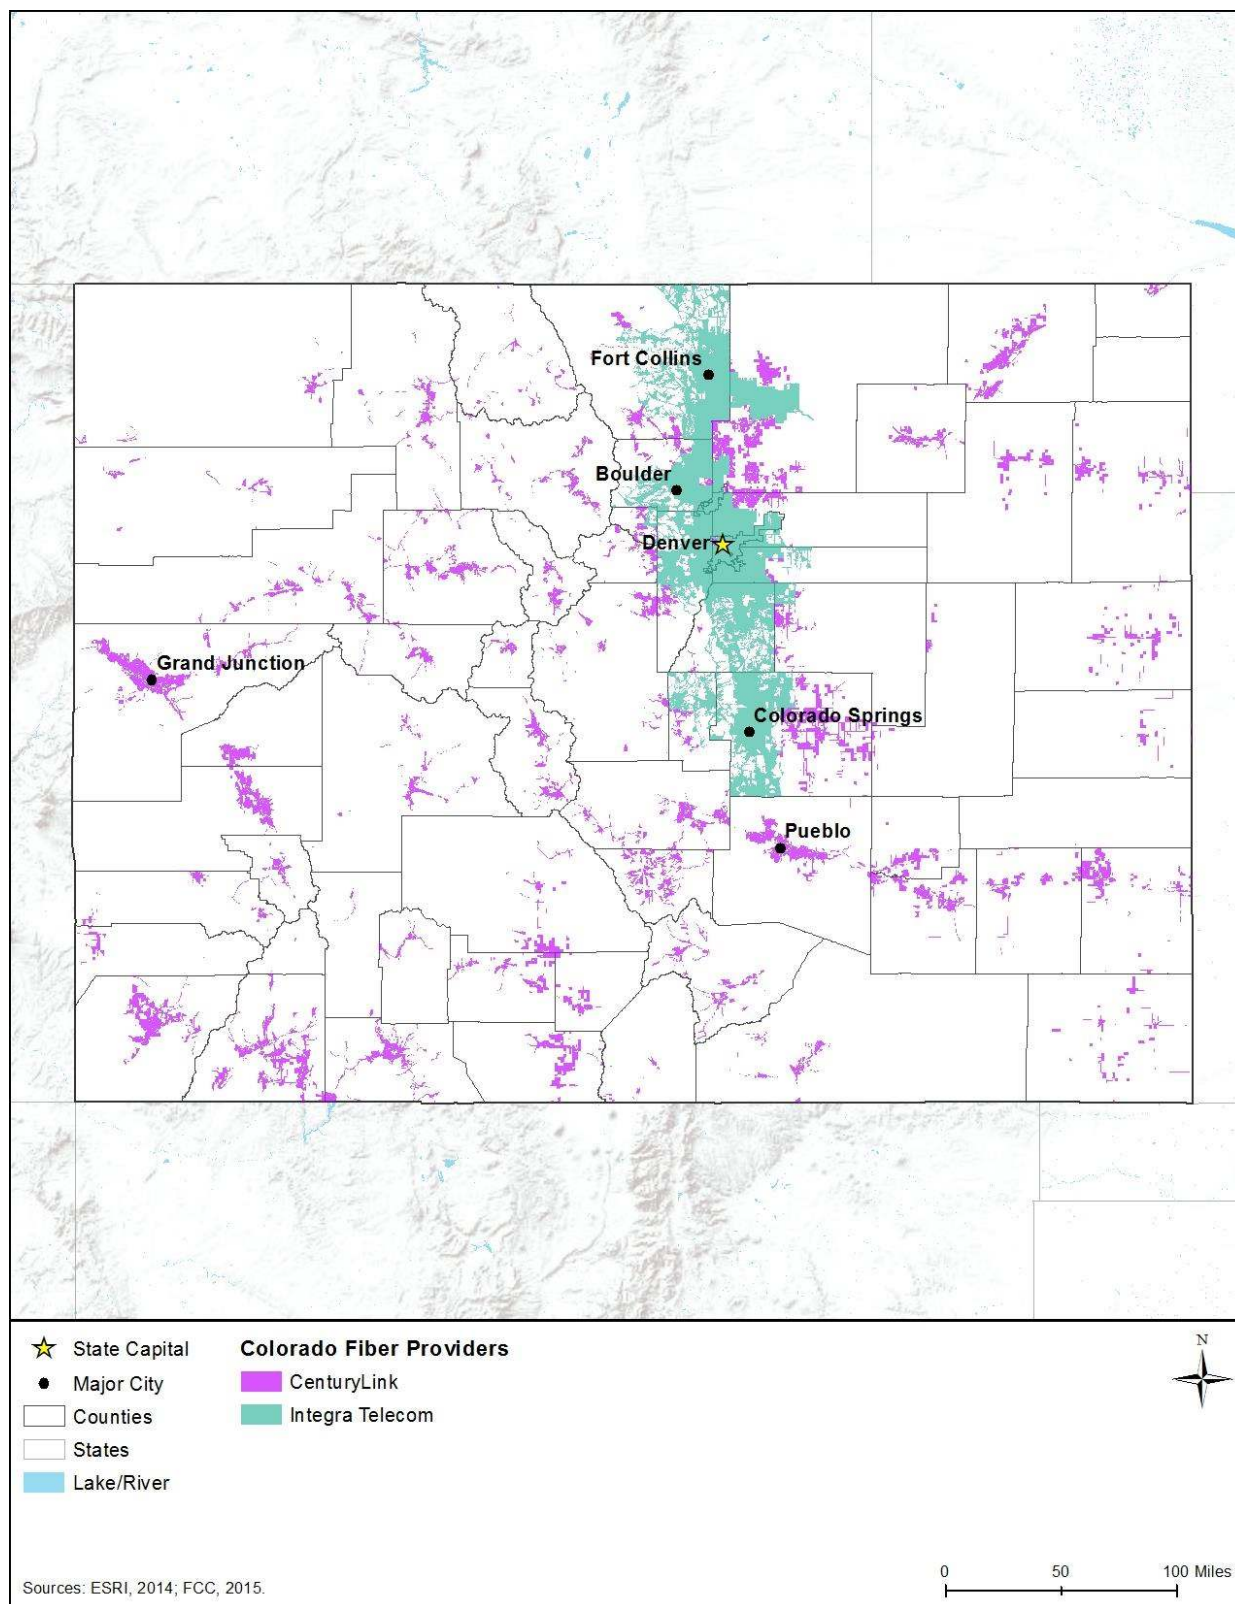 Fort Collins
Boulder
Denver
Grand Junction
Colorado Springs
Pueblo
State Capital
Major City
Counties
States
Lake/River
Colorado Fiber Providers
CenturyLink
Integra Telecom
N
Sources: ESRI, 2014; FCC, 2015.
0 50 100 Miles